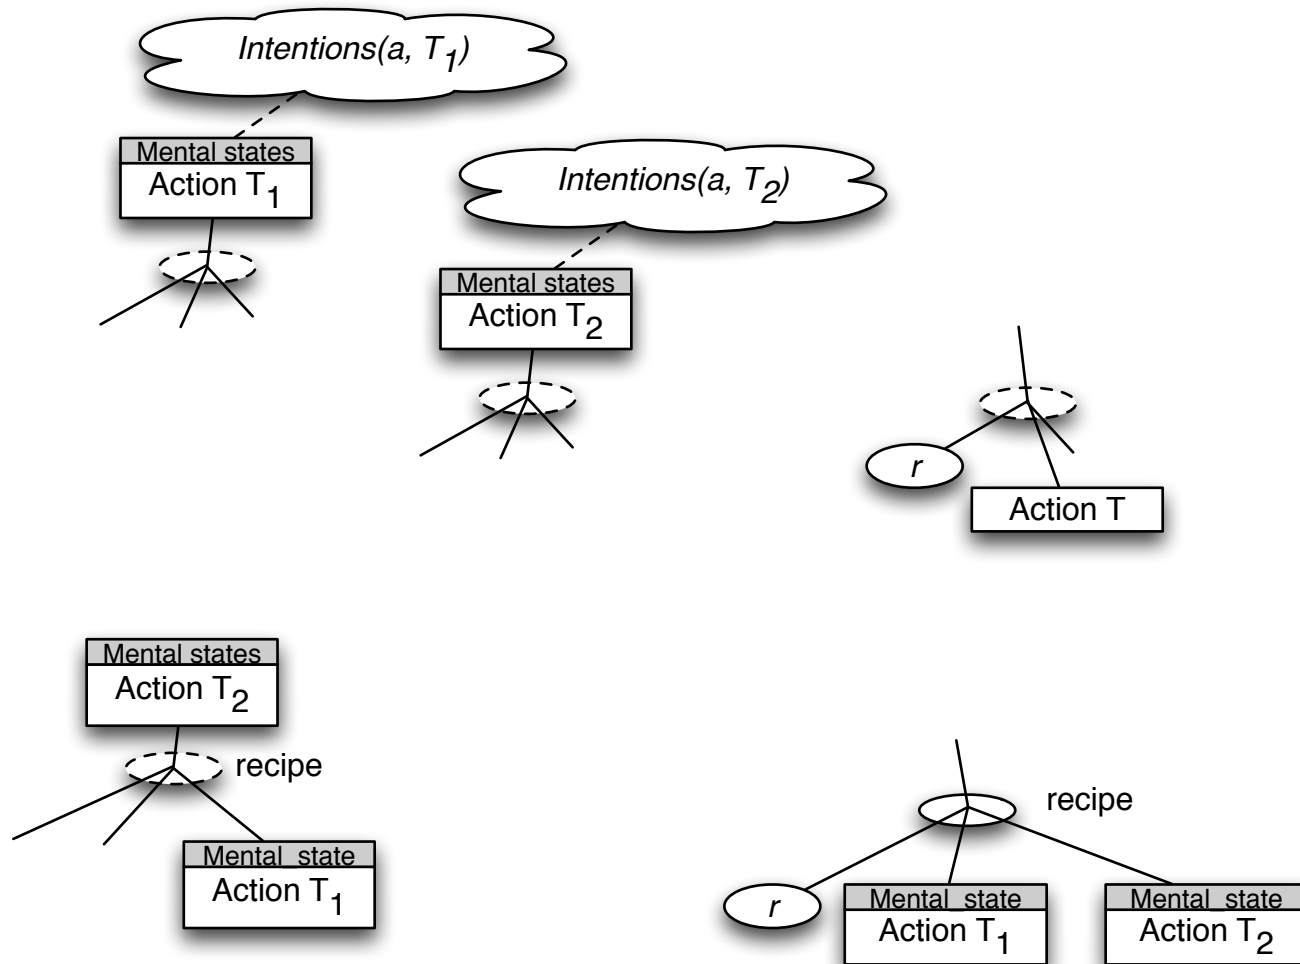 Intentions(a, T1)
Mental states
Action T1
Intentions(a, T2)
Mental states
Action T2
r
Action T
Mental states
Action T2
recipe
Mental_state
Action T1
recipe
r
Mental_state
Action T1
Mental_state
Action T2